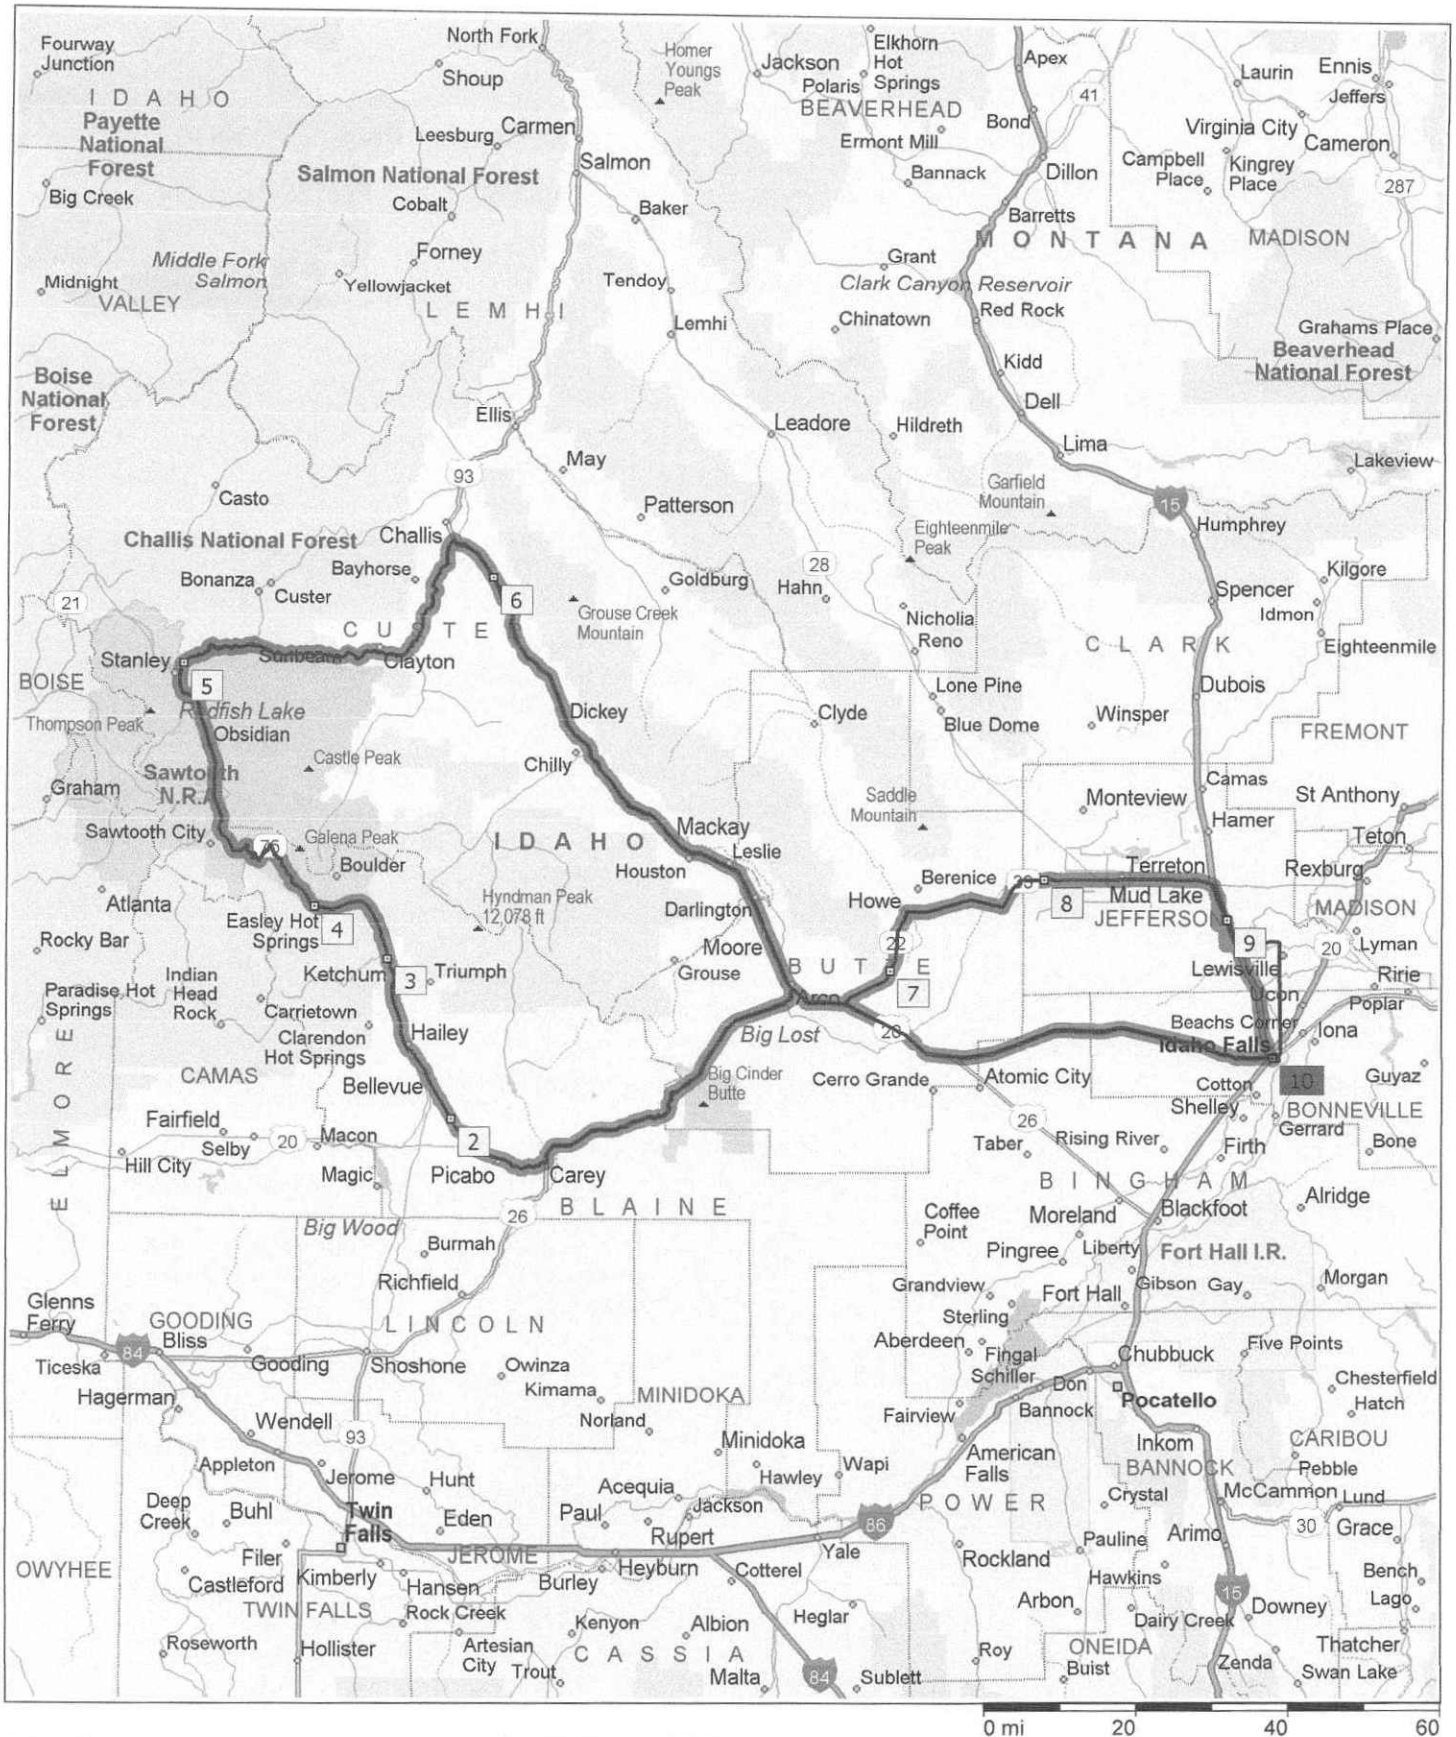 North Fork
Elkhorn
Hot
Springs
Apex
Fourway
Junction
Homer
Youngs
Peak
Jackson
Polaris
Laurin
Ennis
Jeffers
Shoup
41
I D A H O
Payette
National
Forest
BEAVERHEAD
Bond
Virginia City
Cameron
Leesburg
Carmen
Ermont Mill
Salmon
Campbell
Place
Kingrey
Place
Dillon
Bannack
287
Salmon National Forest
Big Creek
Cobalt
Baker
Barretts
M O N T A N A
MADISON
Forney
Grant
Middle Fork
Salmon
Clark Canyon Reservoir
Midnight
VALLEY
Yellowjacket
Tendoy
L E M H I
Lemhi
Chinatown
Red Rock
Grahams Place
Beaverhead
National Forest
Kidd
Boise
National
Forest
Dell
Ellis
Leadore
Hildreth
Lima
93
May
Lakeview
Casto
Garfield
Mountain
15
Patterson
Humphrey
Challis National Forest
Challis
Eighteenmile
Peak
28
Bayhorse
Goldburg
Hahn
Kilgore
Bonanza
Custer
Spencer
Idmon
21
6
Grouse Creek
Mountain
Nicholia
Reno
C U S T E
C L A R K
Eighteenmile
Stanley
Sunbeam
Clayton
BOISE
5
Lone Pine
Dubois
Redfish Lake
Obsidian
Thompson Peak
Dickey
Clyde
Blue Dome
Winsper
FREMONT
Castle Peak
Chilly
Sawtooth
N.R.A
Graham
Camas
Saddle
Mountain
Monteview
St Anthony
Sawtooth City
75
Galena Peak
I D A H O
Mackay
Hamer
Teton
Boulder
Leslie
Houston
Terreton
Rexburg
Atlanta
Hyndman Peak
12,078 ft
Berenice
33
Mud Lake
Howe
8
JEFFERSON
MADISON
Easley Hot
Springs
4
Darlington
Rocky Bar
Moore
22
9
20
Lyman
Ketchum
3
Triumph
Grouse
B U T T E
Lewisville
Ririe
Indian
Head
Rock
Paradise Hot
Springs
7
Arco
Ucon
Poplar
Carrietown
Clarendon
Hot Springs
Hailey
Big Lost
20
Beachs Corner
Iona
Idaho Falls
CAMAS
Bellevue
Big Cinder
Butte
Cerro Grande
Atomic City
10
Guyaz
Cotton
Shelley
BONNEVILLE
Gerrard
E L M O R E
Fairfield
Selby
20
Macon
2
26
Taber
Rising River
Firth
Bone
Hill City
Magic
Picabo
Carey
B I N G H A M
Alridge
B L A I N E
26
Big Wood
Coffee
Point
Moreland
Blackfoot
Burmah
Pingree
Liberty
Fort Hall I.R.
Richfield
Grandview
Fort Hall
Gibson
Gay
Morgan
Glenns
Ferry
GOODING
Sterling
L I N C O L N
Bliss
84
Aberdeen
Fingal
Five Points
Ticeska
Gooding
Shoshone
Owinza
Schiller
Chubbuck
Chesterfield
Hagerman
Kimama
MINIDOKA
Don
Pocatello
Hatch
Norland
Fairview
Bannock
Wendell
93
Minidoka
Inkom
CARIBOU
Appleton
American
Falls
Hawley
Wapi
BANNOCK
Pebble
Jerome
Hunt
Acequia
Crystal
McCammon
Lund
Deep
Creek
Buhl
Twin
Falls
Eden
Paul
Jackson
P O W E R
86
Rupert
Pauline
Arimo
30
Grace
Filer
JEROME
Yale
Rockland
OWYHEE
Castleford
Kimberly
Hansen
Burley
Heyburn
Cotterel
Hawkins
Bench
TWIN FALLS
Rock Creek
Heglar
Arbon
15
Lago
Kenyon
Albion
Dairy Creek
Downey
Roseworth
Hollister
Artesian
City
C A S S I A
Roy
ONEIDA
Thatcher
Trout
Malta
84
Sublett
Buist
Zenda
Swan Lake
0 mi 20 40 60